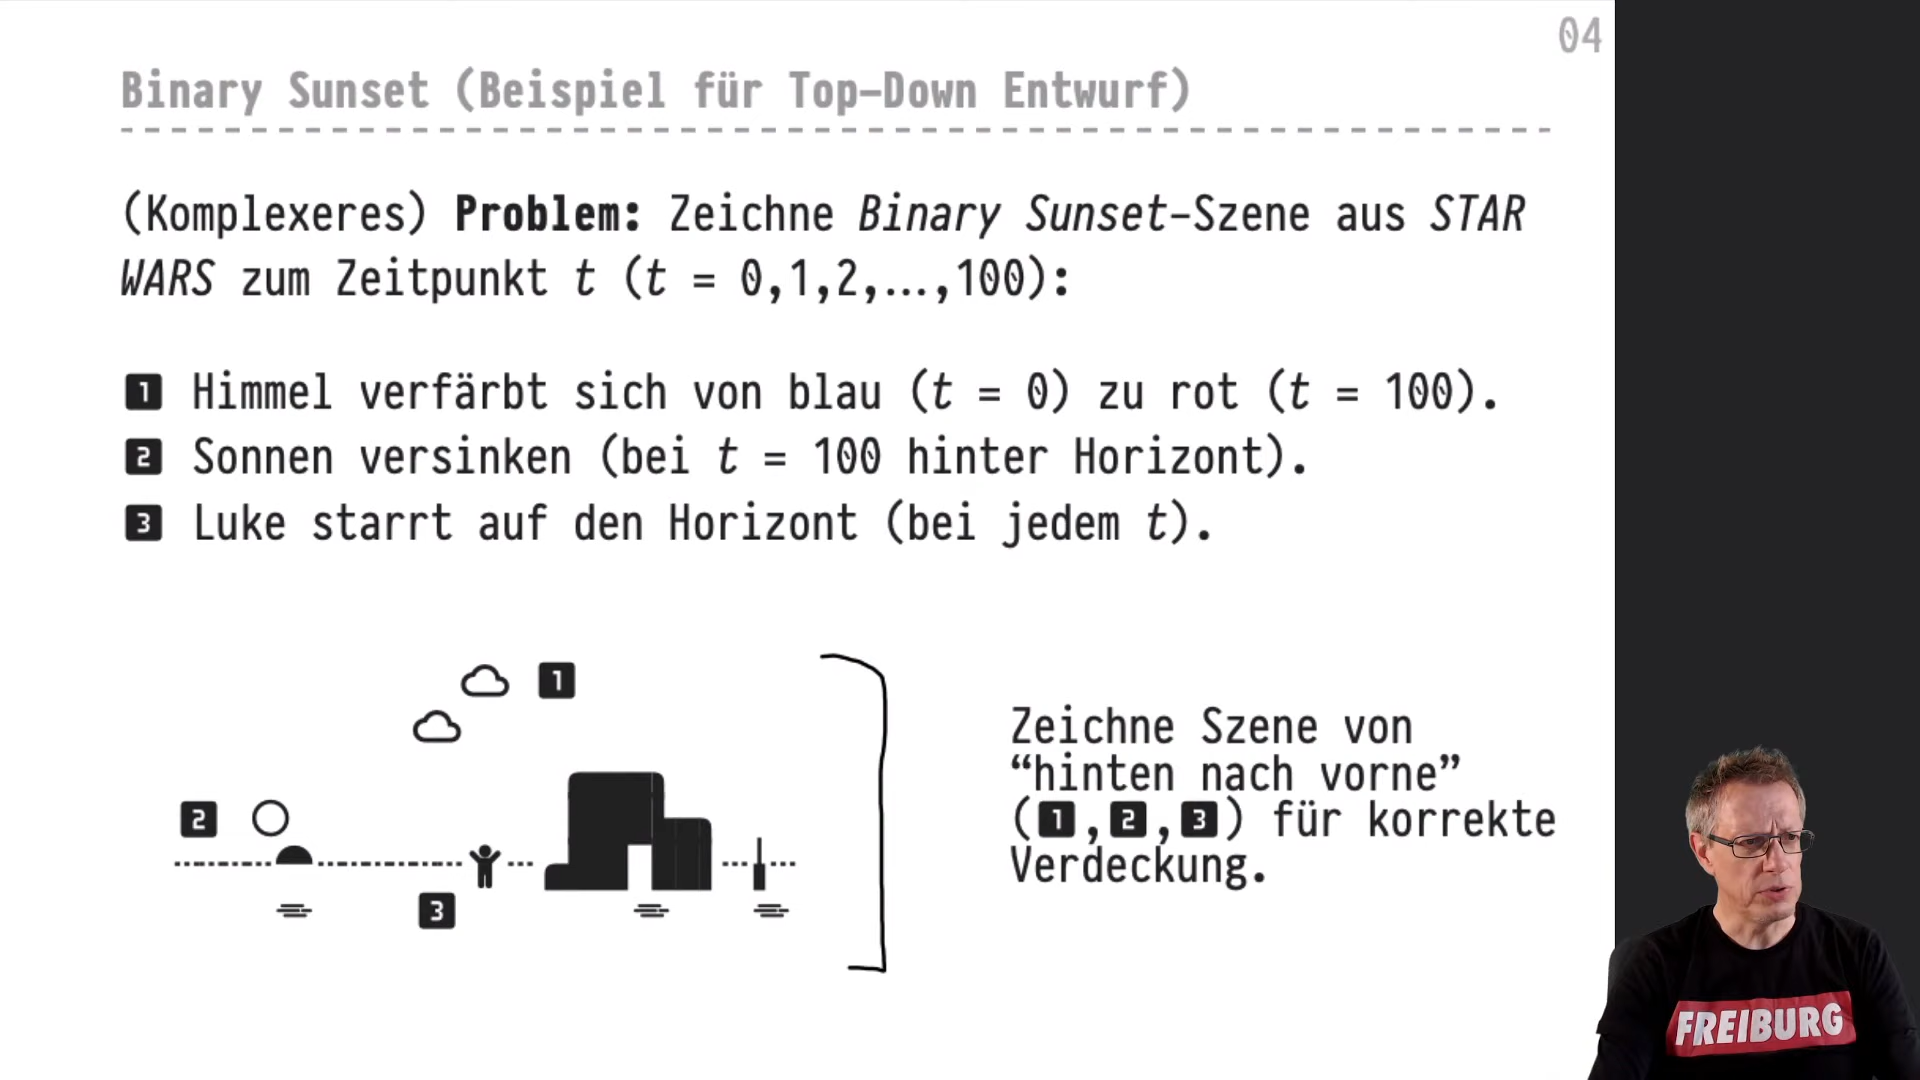 04
Binary Sunset (Beispiel für Top-Down Entwurf)
(Komplexeres) Problem: Zeichne Binary Sunset-Szene aus STAR
WARS zum Zeitpunkt t (t = 0,1,2,…,100):
1 Himmel verfärbt sich von blau (t = 0) zu rot (t = 100).
2 Sonnen versinken (bei t = 100 hinter Horizont).
3 Luke starrt auf den Horizont (bei jedem t).
1
2
3
Zeichne Szene von
“hinten nach vorne”
(1,2,3) für korrekte
Verdeckung.
FREIBURG